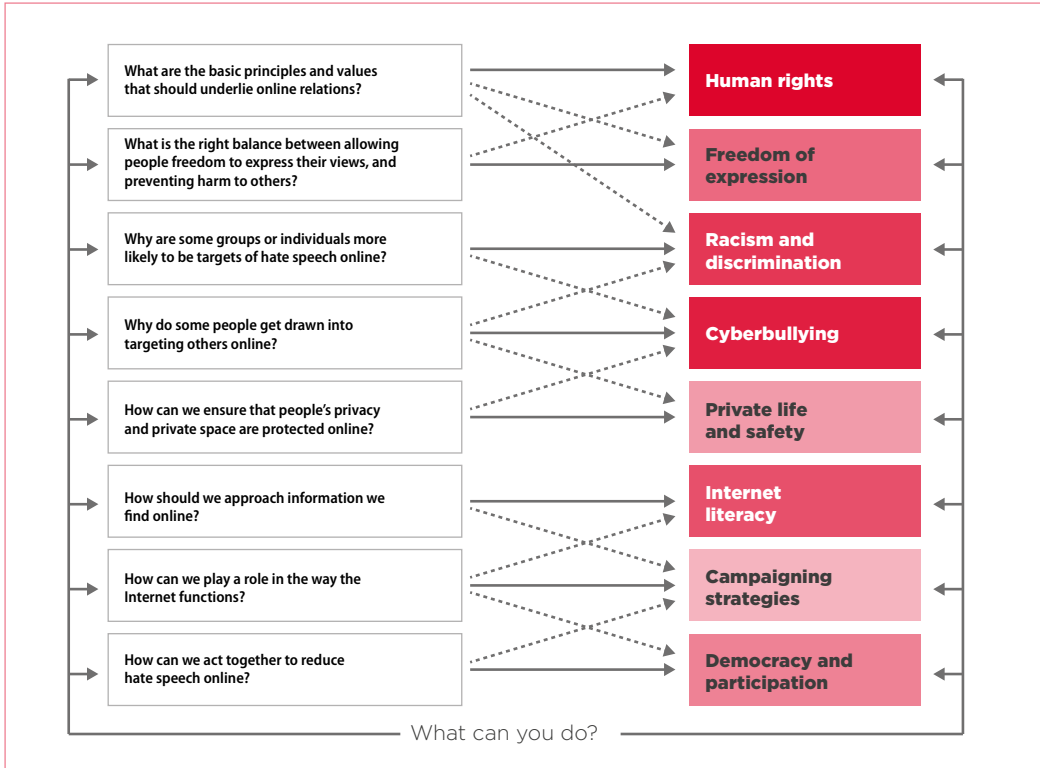 What are the basic principles and values
that should underlie online relations?
Human rights
What is the right balance between allowing
people freedom to express their views, and
preventing harm to others?
Freedom of
expression
Why are some groups or individuals more
likely to be targets of hate speech online?
Racism and
discrimination
Why do some people get drawn into
targeting others online?
Cyberbullying
How can we ensure that people’s privacy
and private space are protected online?
Private life
and safety
How should we approach information we
find online?
Internet
literacy
How can we play a role in the way the
Internet functions?
Campaigning
strategies
How can we act together to reduce
hate speech online?
Democracy and
participation
What can you do?